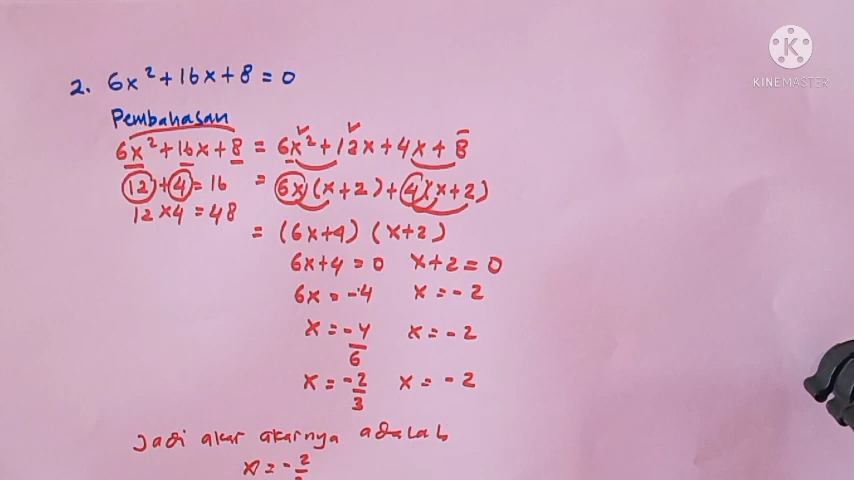 KINEMASTER
2. 6x² + 16x + 8 = 0
Pembahasan
6x² + 16x + 8 = 6x² + 12x + 4x + 8
12 + 4 = 16 = 6x (x + 2) + 4 (x + 2)
12 x 4 = 48
= (6x + 4) (x + 2)
6x + 4 = 0 x + 2 = 0
6x = -4 x = -2
x = -4/6 x = -2
x = -2/3 x = -2
Jadi akar akarnya adalah